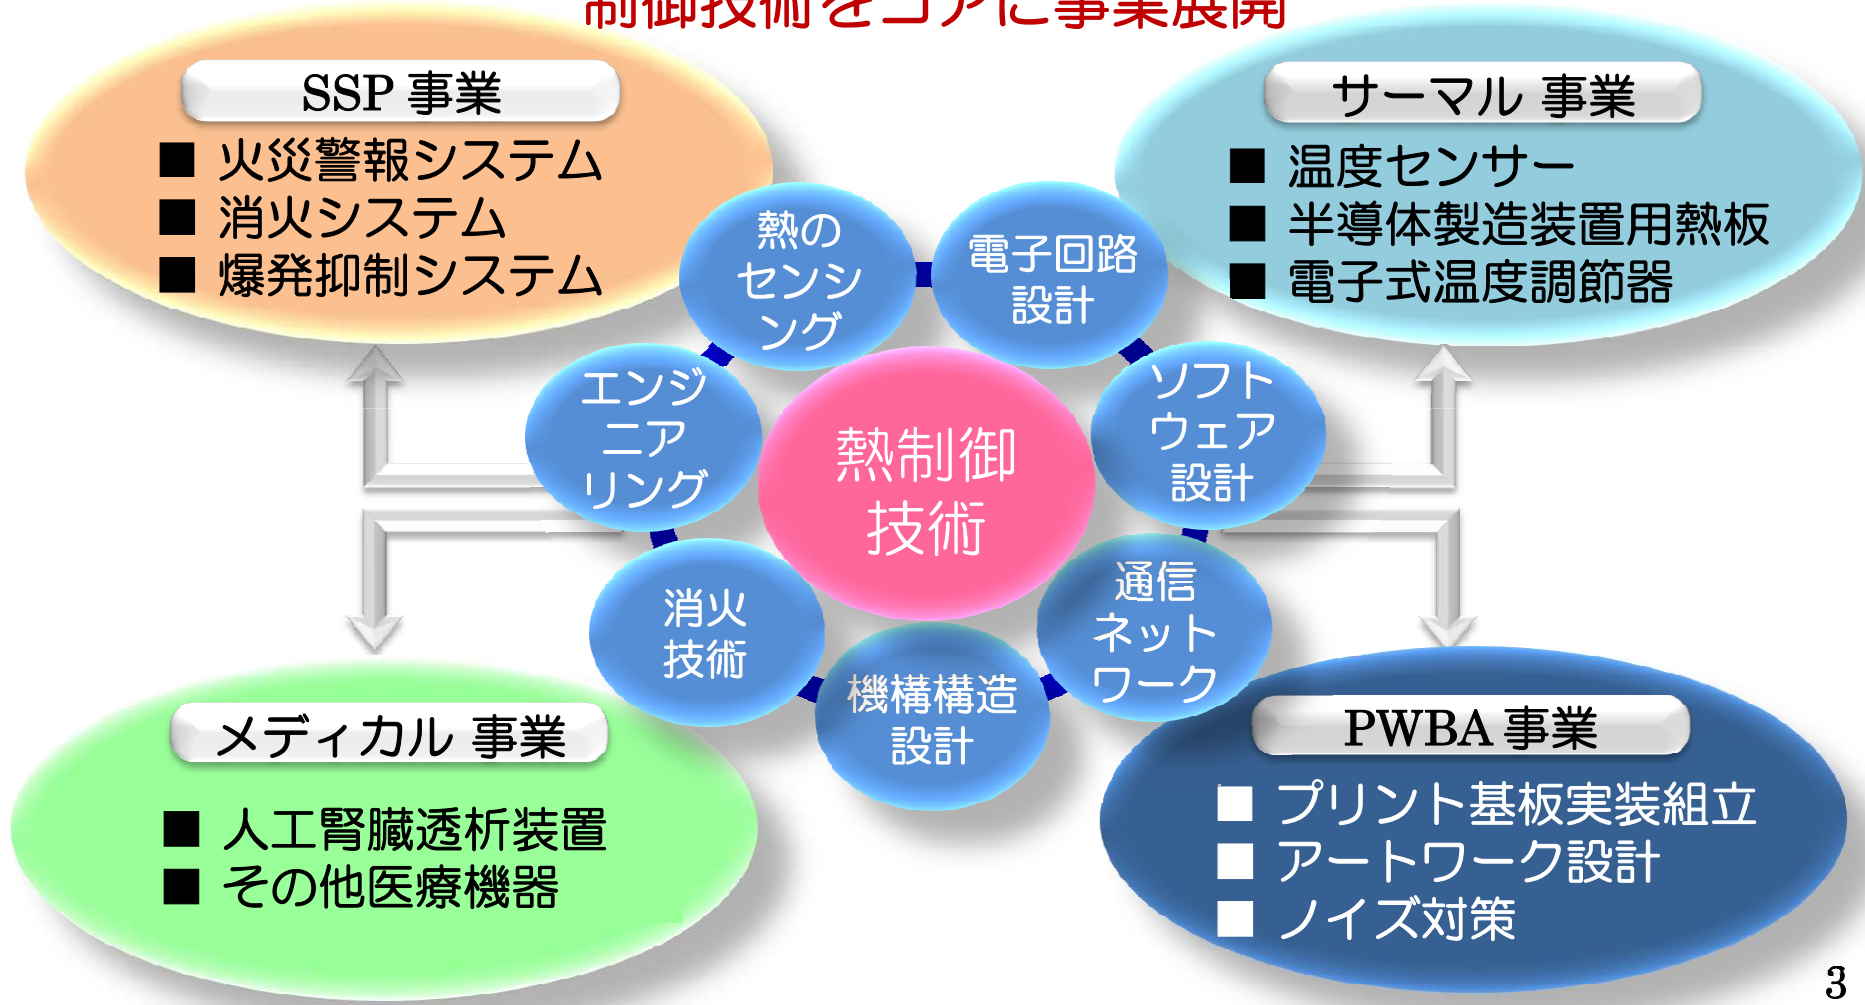 制御技術をコアに事業展開
SSP 事業
■ 火災警報システム
■ 消火システム
■ 爆発抑制システム
サーマル 事業
■ 温度センサー
■ 半導体製造装置用熱板
■ 電子式温度調節器
熱の
センシ
ング
電子回路
設計
エンジ
ニア
リング
ソフト
ウェア
設計
熱制御
技術
消火
技術
通信
ネット
ワーク
機構構造
設計
メディカル 事業
■ 人工腎臓透析装置
■ その他医療機器
PWBA 事業
■ プリント基板実装組立
■ アートワーク設計
■ ノイズ対策
3